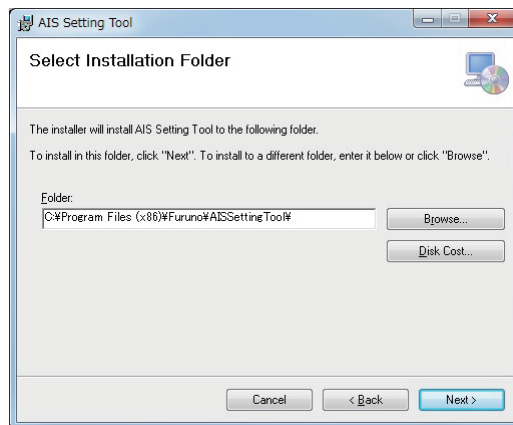 AIS Setting Tool
Select Installation Folder
The installer will install AIS Setting Tool to the following folder.
To install in this folder, click "Next". To install to a different folder, enter it below or click "Browse".
Folder:
C:¥Program Files (x86)¥Furuno¥AISSettingTool¥
Browse...
Disk Cost...
Cancel
< Back
Next >